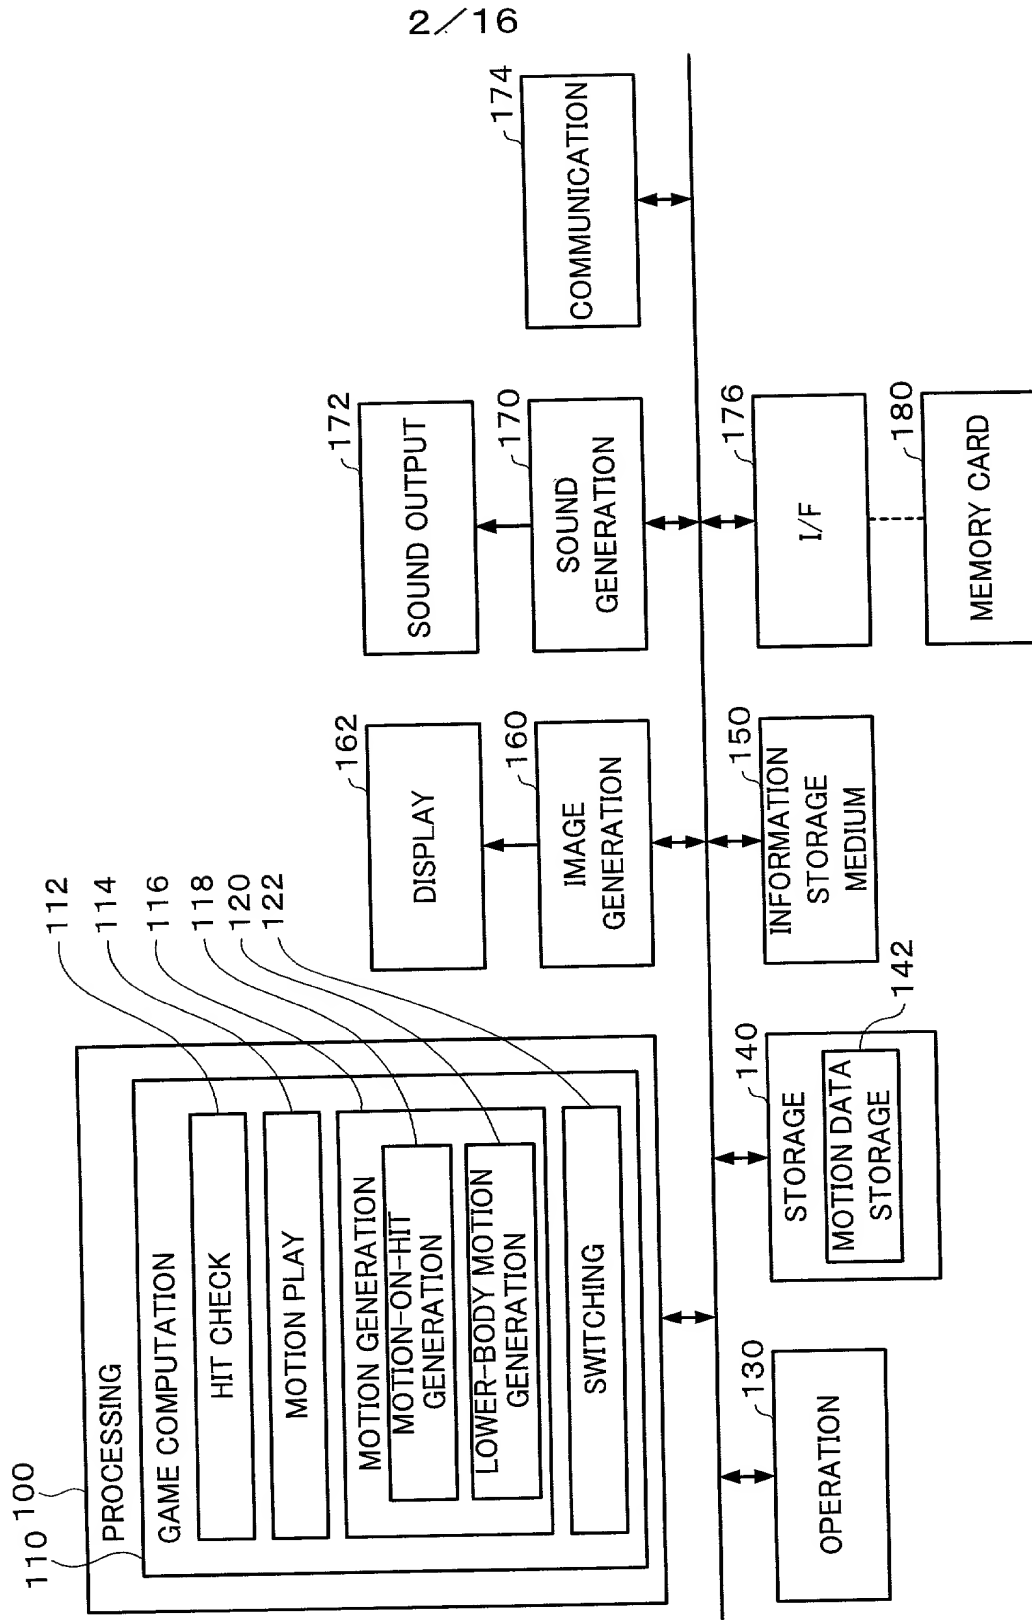 2/16
100
110
PROCESSING
GAME COMPUTATION
HIT CHECK
112
MOTION PLAY
114
MOTION GENERATION
116
MOTION-ON-HIT
GENERATION
118
LOWER-BODY MOTION
GENERATION
120
SWITCHING
122
DISPLAY
162
IMAGE
GENERATION
160
SOUND OUTPUT
172
SOUND
GENERATION
170
COMMUNICATION
174
OPERATION
130
STORAGE
140
MOTION DATA
STORAGE
142
INFORMATION
STORAGE
MEDIUM
150
I/F
176
MEMORY CARD
180